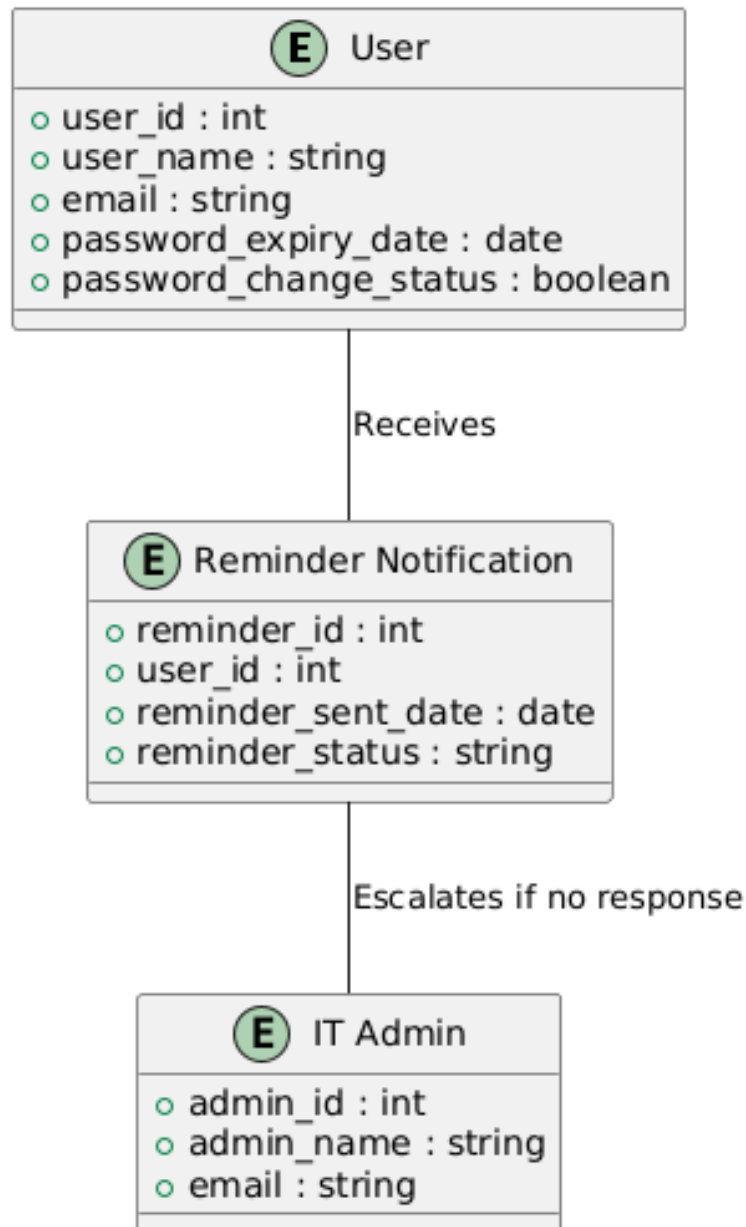 E User
user_id : int
user_name : string
email : string
password_expiry_date : date
password_change_status : boolean
Receives
E Reminder Notification
reminder_id : int
user_id : int
reminder_sent_date : date
reminder_status : string
Escalates if no response
E IT Admin
admin_id : int
admin_name : string
email : string